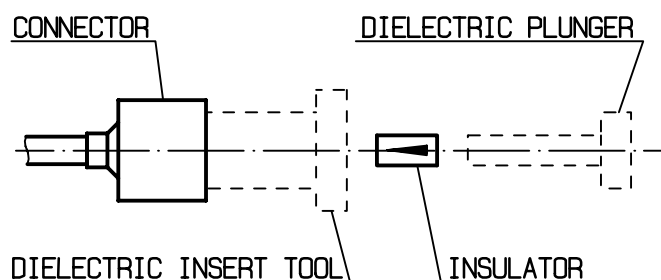 CONNECTOR
DIELECTRIC PLUNGER
DIELECTRIC INSERT TOOL
INSULATOR